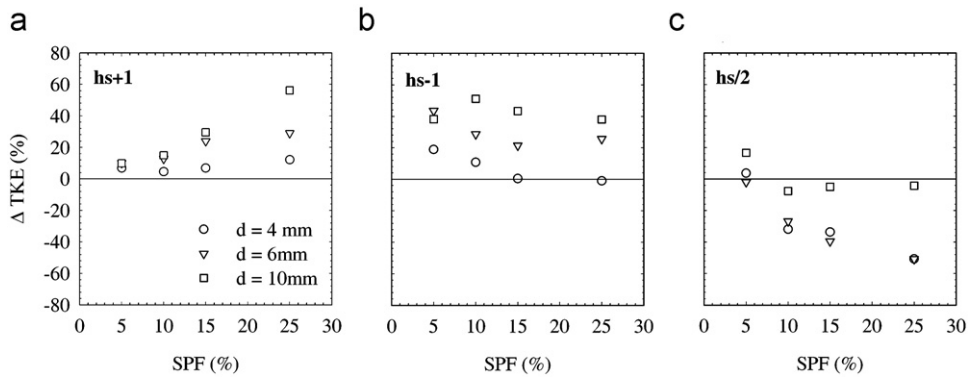 a
b
c
hs+1
hs-1
hs/2
Δ TKE (%)
80
60
40
20
0
-20
-40
-60
-80
d = 4 mm
d = 6mm
d = 10mm
0 5 10 15 20 25 30
0 5 10 15 20 25 30
0 5 10 15 20 25 30
SPF (%)
SPF (%)
SPF (%)